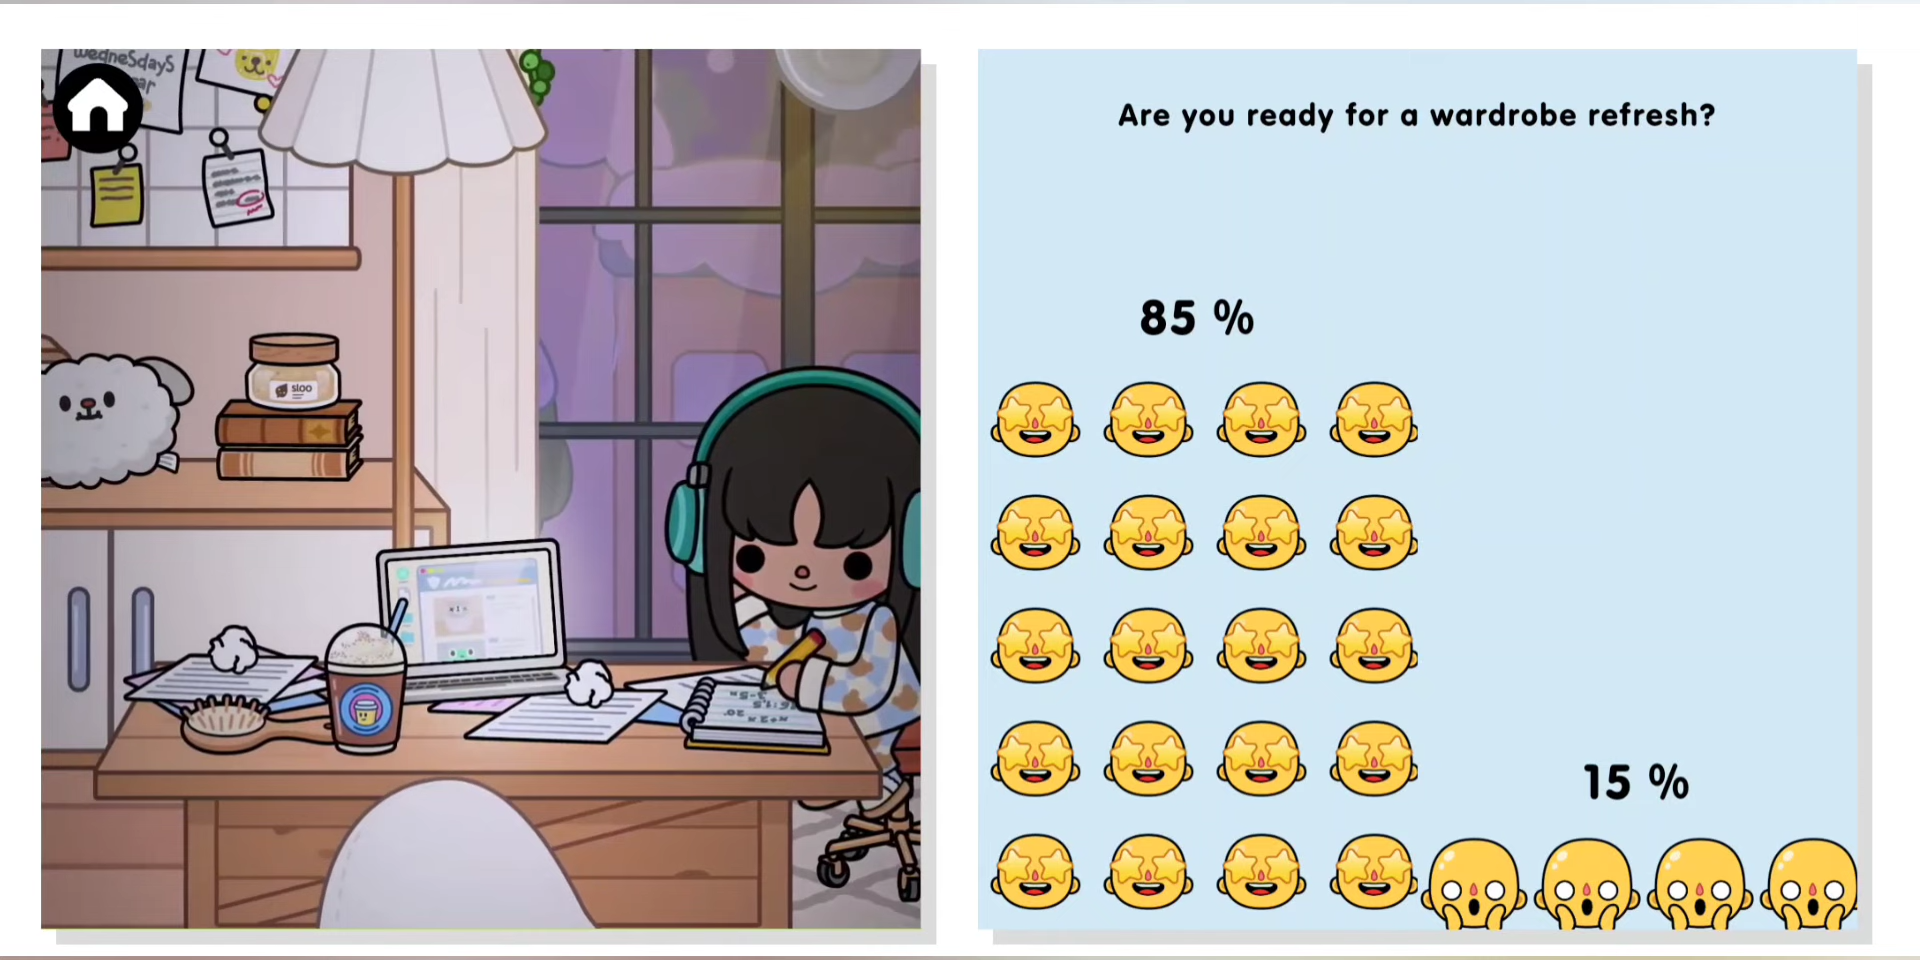 wednesdays
sloo
Are you ready for a wardrobe refresh?
85 %
15 %